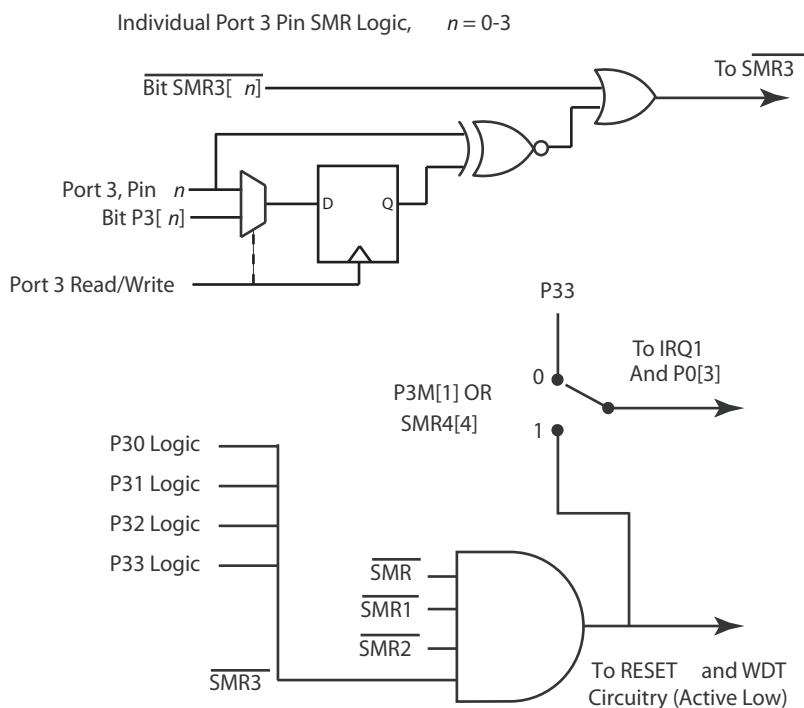 Individual Port 3 Pin SMR Logic, n = 0-3
To SMR3
Bit SMR3[ n]
Port 3, Pin n
Bit P3[ n]
D Q
Port 3 Read/Write
P33
To IRQ1
And P0[3]
0
P3M[1] OR
SMR4[4]
1
P30 Logic
P31 Logic
P32 Logic
P33 Logic
SMR
SMR1
SMR2
SMR3
To RESET and WDT
Circuitry (Active Low)